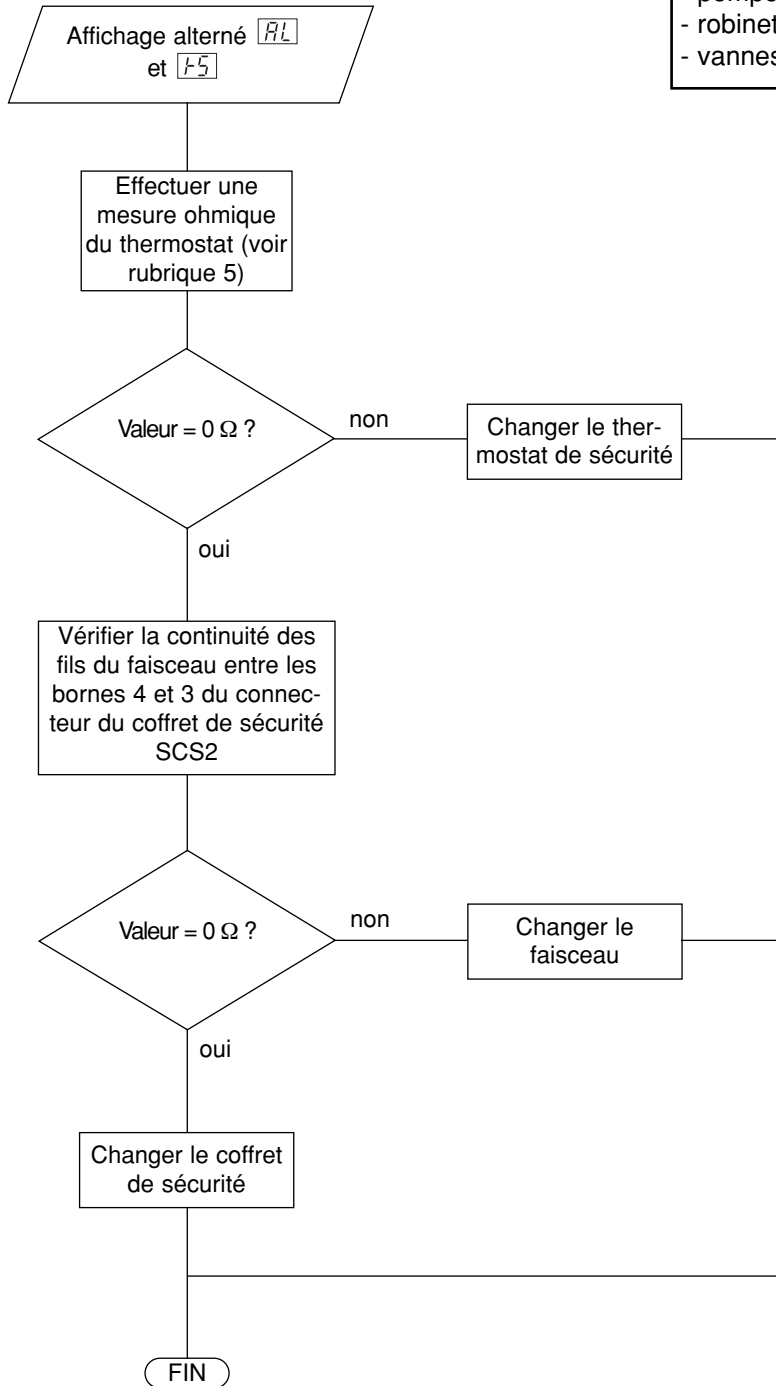 pompe
- robinet
- vannes
Affichage alterné AL
et
Effectuer une
mesure ohmique
du thermostat (voir
rubrique 5)
Valeur = 0 Ω ?
non
Changer le ther-
mostat de sécurité
oui
Vérifier la continuité des
fils du faisceau entre les
bornes 4 et 3 du connec-
teur du coffret de sécurité
SCS2
Valeur = 0 Ω ?
non
Changer le
faisceau
oui
Changer le coffret
de sécurité
FIN